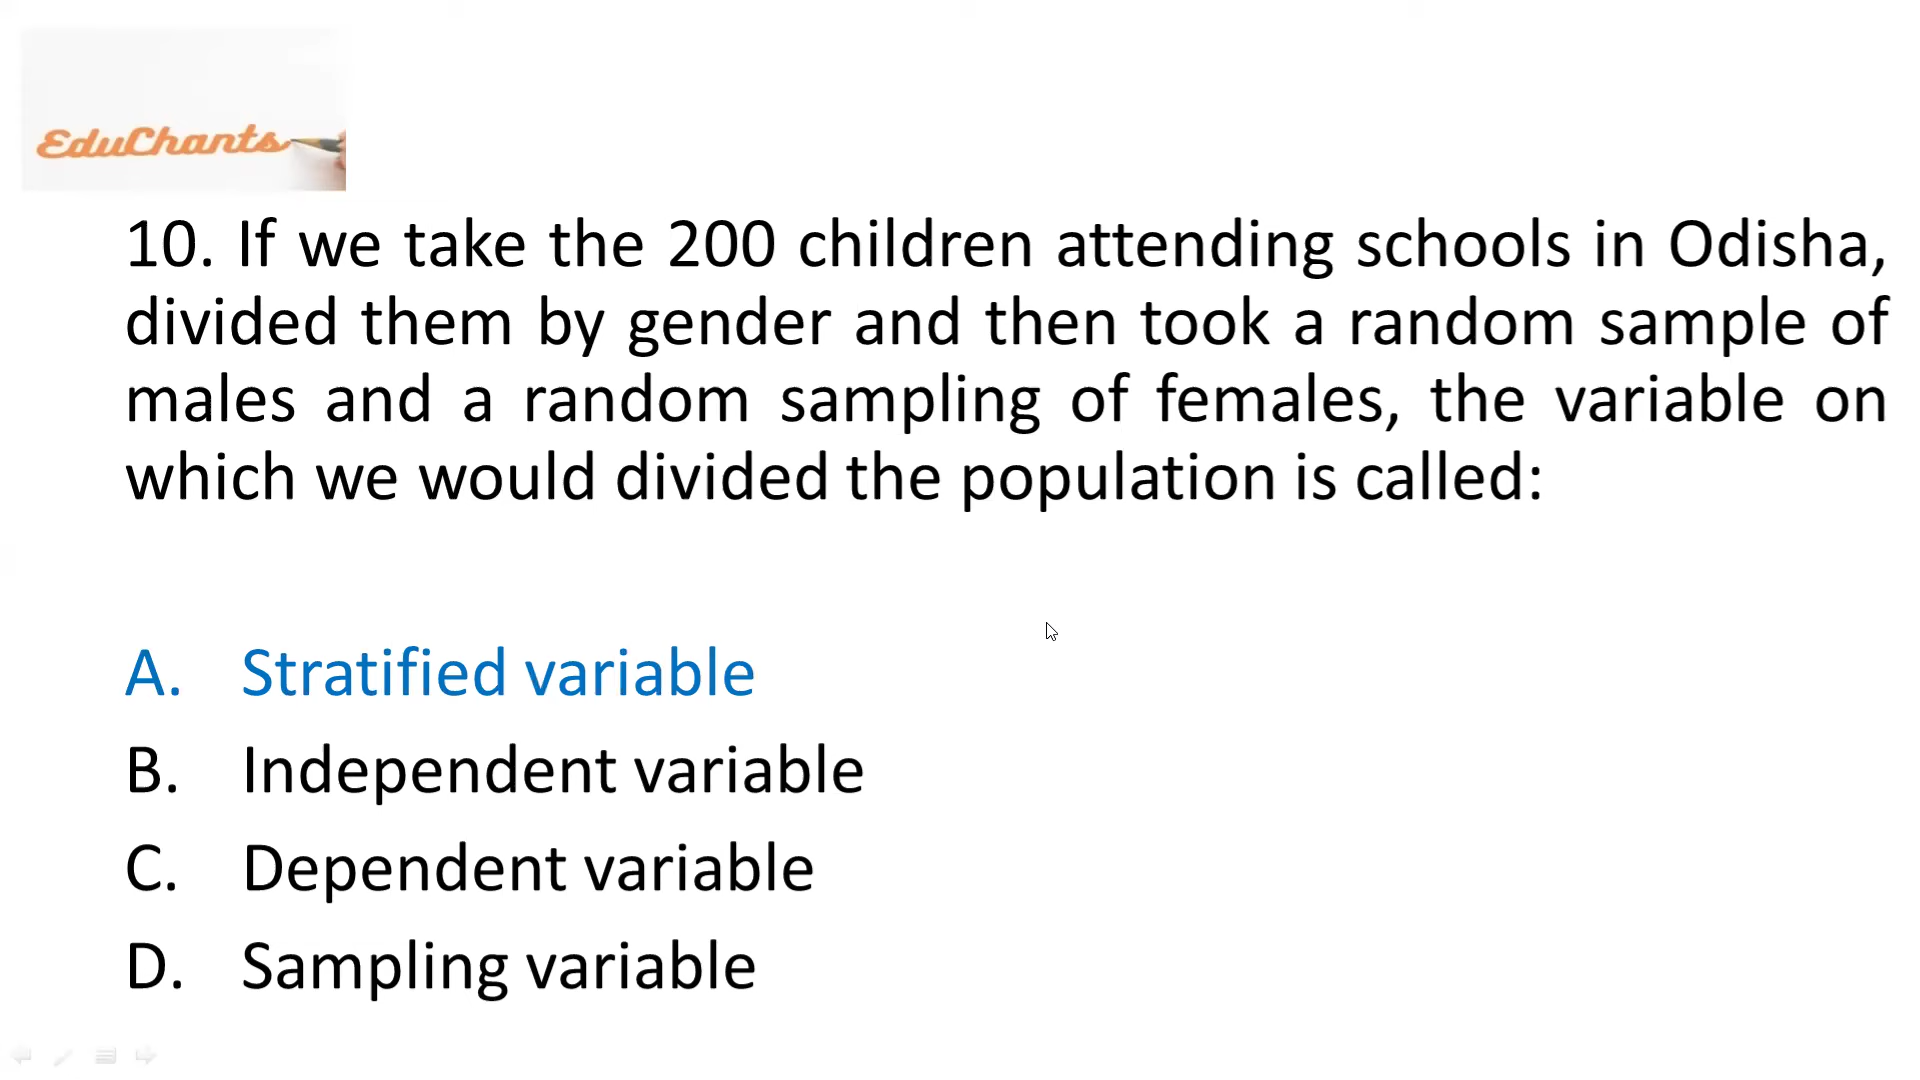 EduChants
10. If we take the 200 children attending schools in Odisha,
divided them by gender and then took a random sample of
males and a random sampling of females, the variable on
which we would divided the population is called:
A. Stratified variable
B. Independent variable
C. Dependent variable
D. Sampling variable